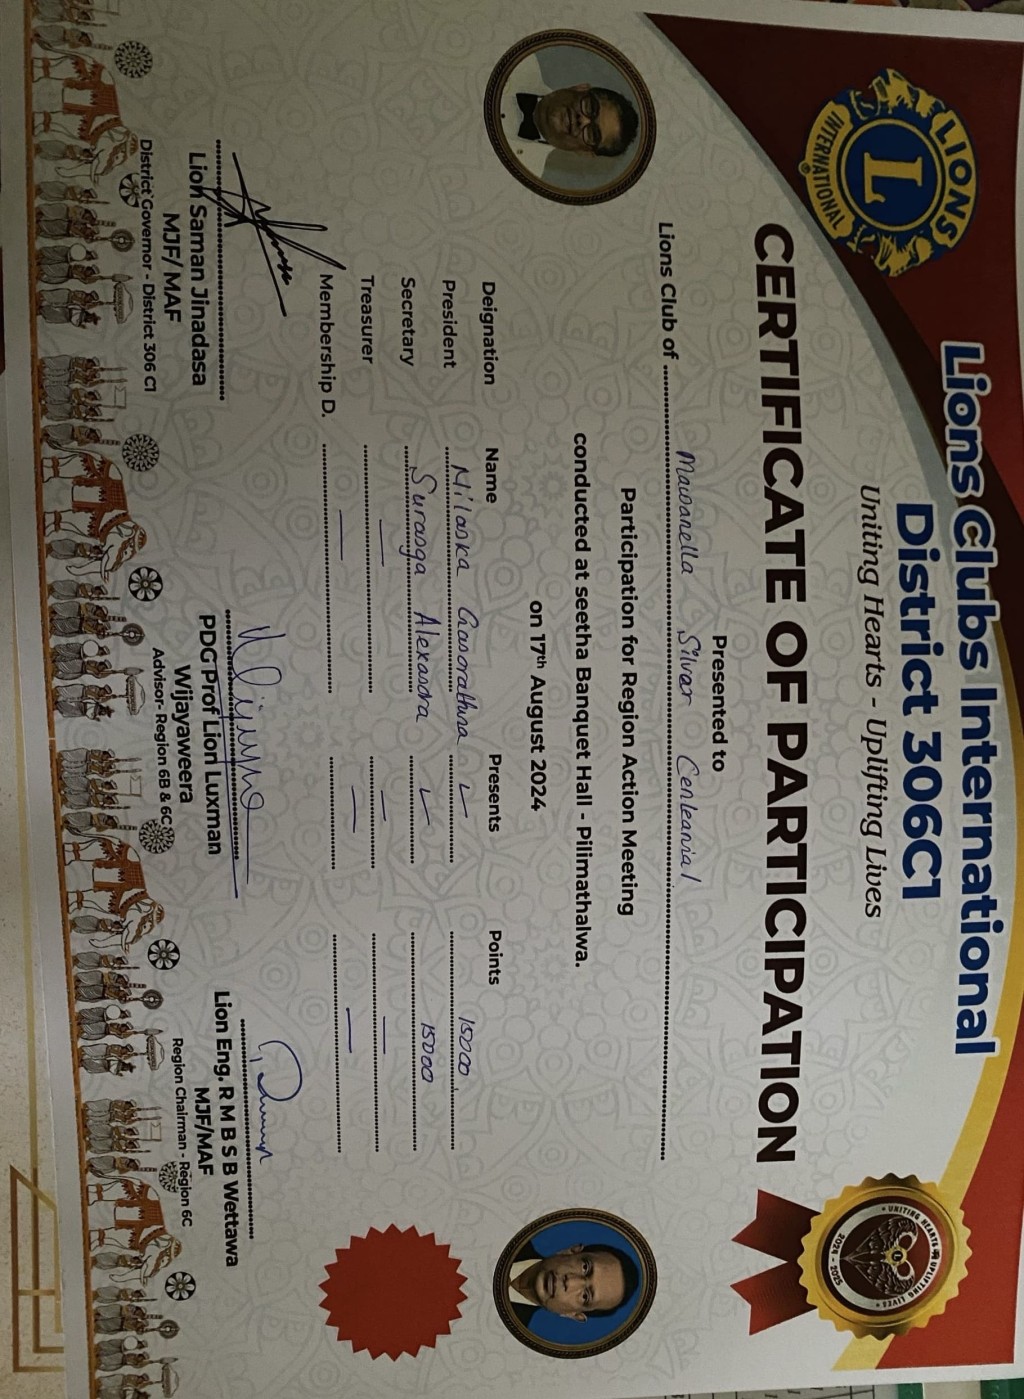 Lions Clubs International
District 306C1
Uniting Hearts - Uplifting Lives
LIONS
L
INTERNATIONAL
UNITING HEARTS UPLIFTING LIVES
2024 - 2025
CERTIFICATE OF PARTICIPATION
Presented to
Lions Club of Mawanella Silver Centenial
Participation for Region Action Meeting
conducted at seetha Banquet Hall - Pilimathalwa.
on 17th August 2024
Deignation Name Presents Points
President ✓ 15000
Secretary Suranga ✓ 15000
Treasurer — — —
Membership D. — — —
Lion Saman Jinadasa
MJF/MAF
District Governor - District 306 C1
PDG Prof Lion Luxman
Wijayaweera
Advisor- Region 6B & 6C
Lion Eng. R M B S B Wettawa
MJF/MAF
Region Chairman - Region 6C